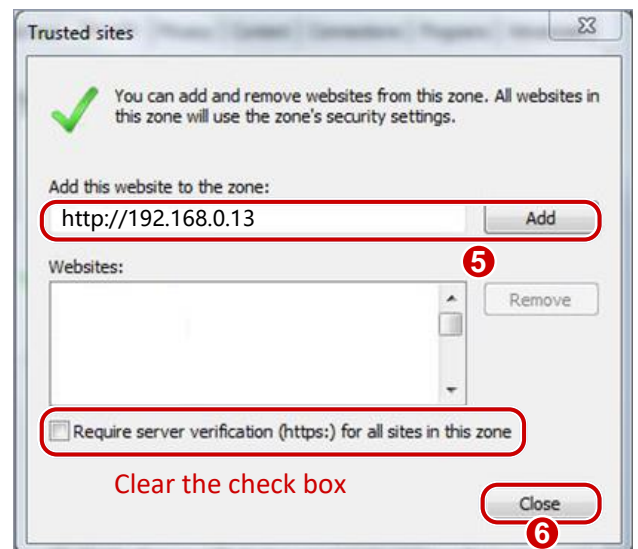 Trusted sites
You can add and remove websites from this zone. All websites in
this zone will use the zone's security settings.
Add this website to the zone:
http://192.168.0.13
Add
5
Websites:
Remove
Require server verification (https:) for all sites in this zone
Clear the check box
Close
6